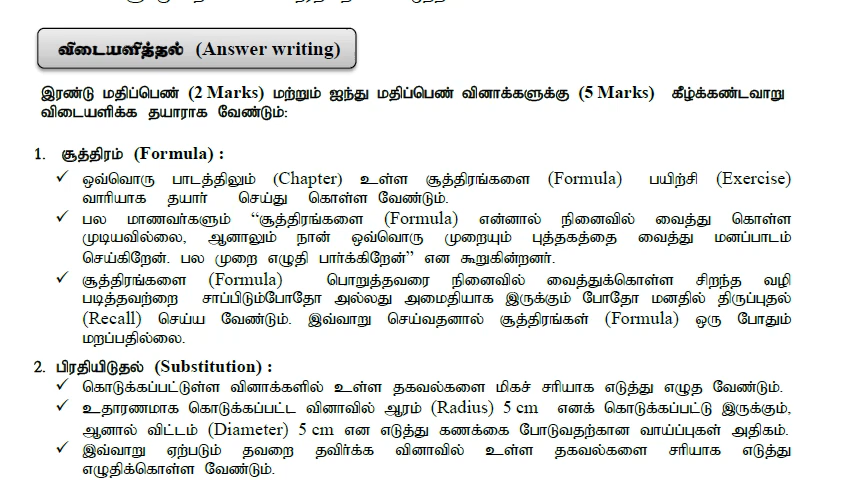 விடையளித்தல் (Answer writing)
இரண்டு மதிப்பெண் (2 Marks) மற்றும் ஐந்து மதிப்பெண் வினாக்களுக்கு (5 Marks) கீழ்க்கண்டவாறு
விடையளிக்க தயாராக வேண்டும்:
1. சூத்திரம் (Formula) :
✓ ஒவ்வொரு பாடத்திலும் (Chapter) உள்ள சூத்திரங்களை (Formula) பயிற்சி (Exercise)
வாரியாக தயார் செய்து கொள்ள வேண்டும்.
✓ பல மாணவர்களும் “சூத்திரங்களை (Formula) என்னால் நினைவில் வைத்து கொள்ள
முடியவில்லை, ஆனாலும் நான் ஒவ்வொரு முறையும் புத்தகத்தை வைத்து மனப்பாடம்
செய்கிறேன். பல முறை எழுதி பார்க்கிறேன்” என கூறுகின்றனர்.
✓ சூத்திரங்களை (Formula) பொறுத்தவரை நினைவில் வைத்துக்கொள்ள சிறந்த வழி
படித்தவற்றை சாப்பிடும்போதோ அல்லது அமைதியாக இருக்கும் போதோ மனதில் திருப்புதல்
(Recall) செய்ய வேண்டும். இவ்வாறு செய்வதனால் சூத்திரங்கள் (Formula) ஒரு போதும்
மறப்பதில்லை.
2. பிரதியிடுதல் (Substitution) :
✓ கொடுக்கப்பட்டுள்ள வினாக்களில் உள்ள தகவல்களை மிகச் சரியாக எடுத்து எழுத வேண்டும்.
✓ உதாரணமாக கொடுக்கப்பட்ட வினாவில் ஆரம் (Radius) 5 cm எனக் கொடுக்கப்பட்டு இருக்கும்,
ஆனால் விட்டம் (Diameter) 5 cm என எடுத்து கணக்கை போடுவதற்கான வாய்ப்புகள் அதிகம்.
✓ இவ்வாறு ஏற்படும் தவறை தவிர்க்க வினாவில் உள்ள தகவல்களை சரியாக எடுத்து
எழுதிக்கொள்ள வேண்டும்.